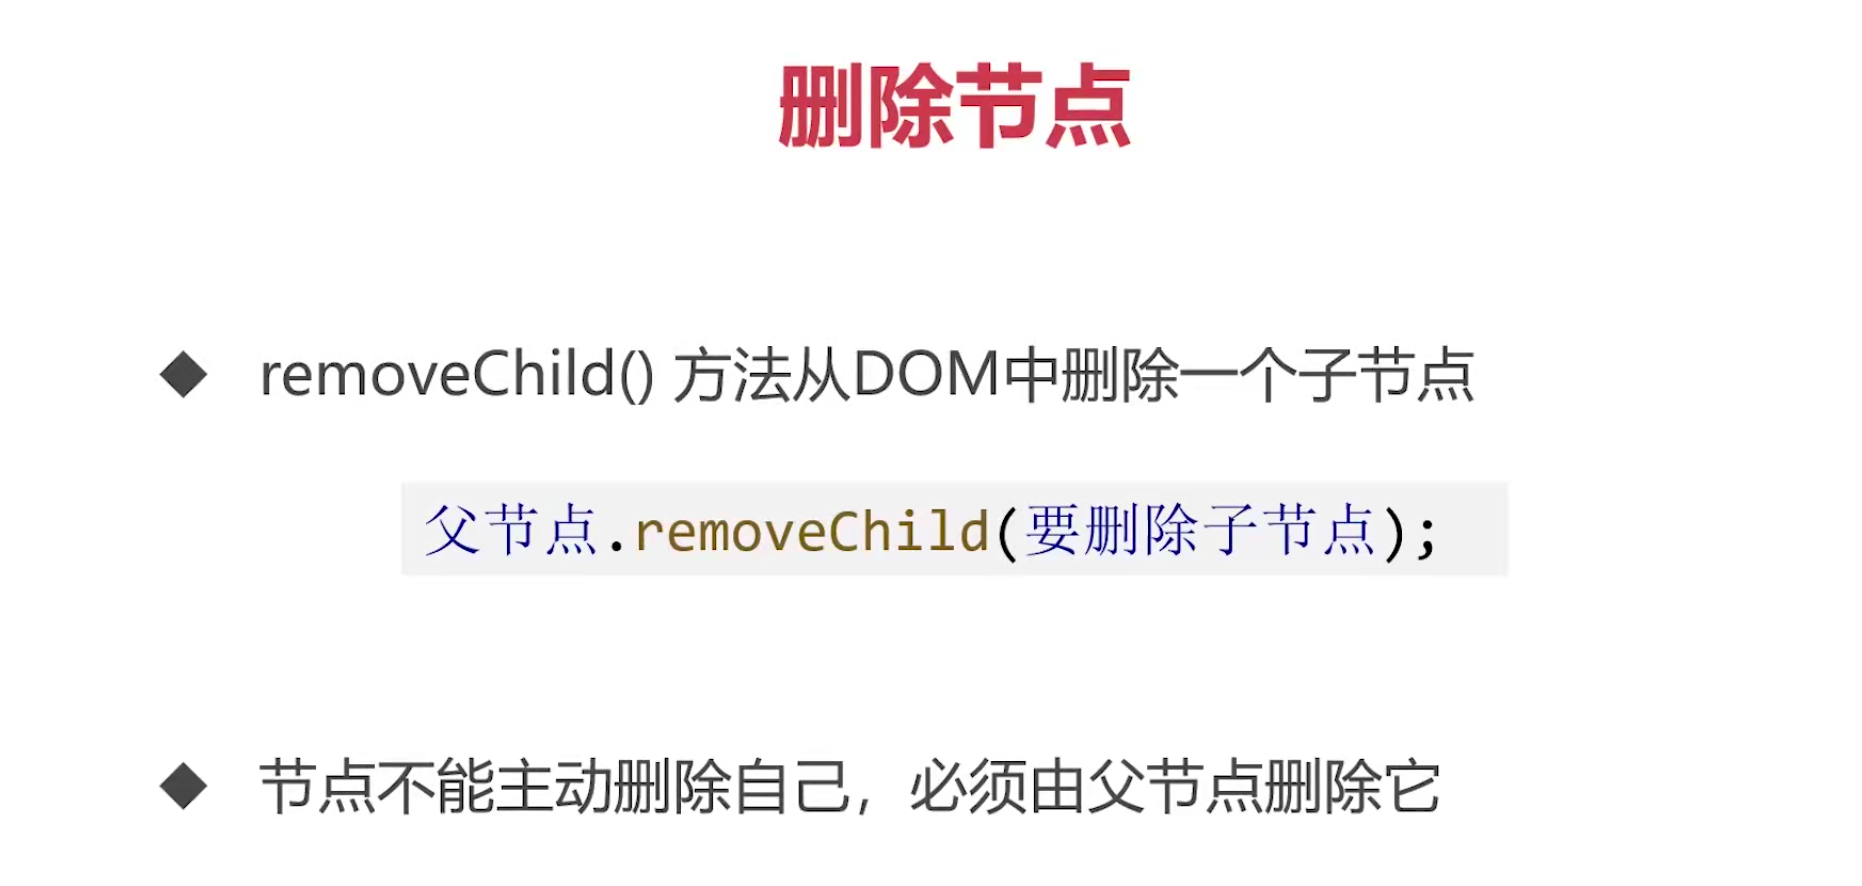 删除节点
removeChild() 方法从DOM中删除一个子节点
父节点.removeChild(要删除子节点);
节点不能主动删除自己，必须由父节点删除它